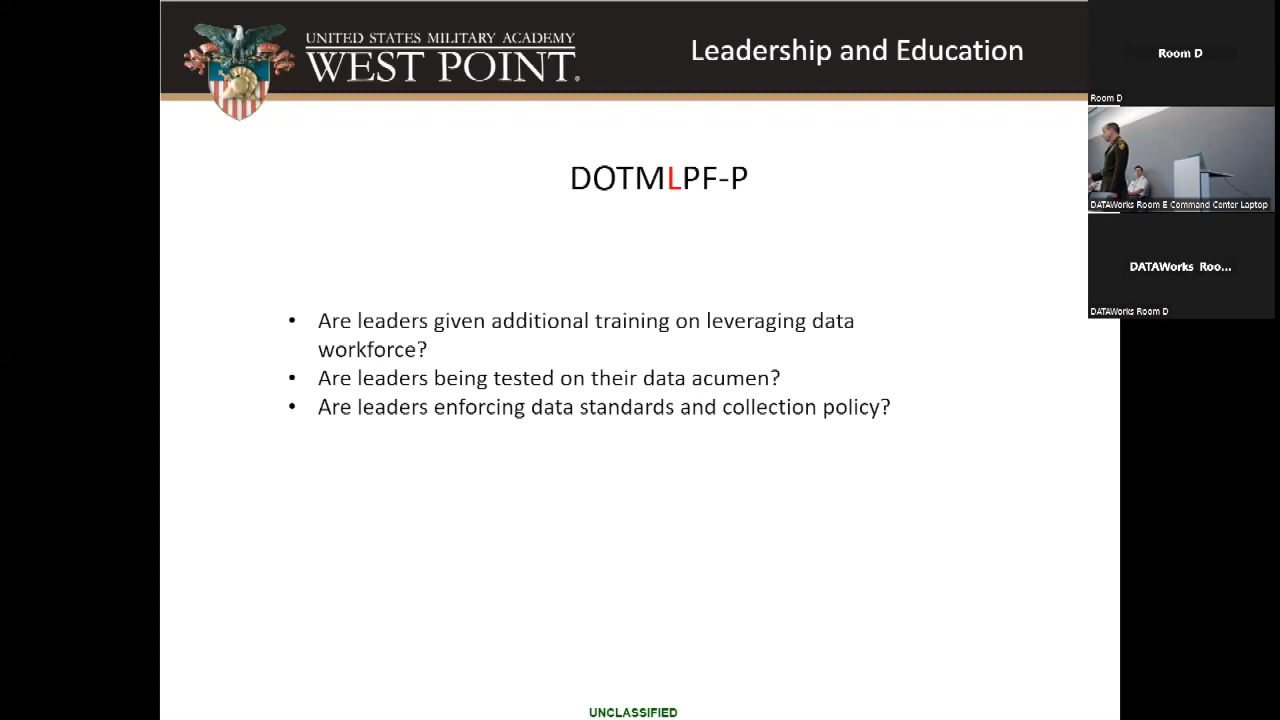 UNITED STATES MILITARY ACADEMY
WEST POINT®
Leadership and Education
DOTMLPF-P
• Are leaders given additional training on leveraging data
workforce?
• Are leaders being tested on their data acumen?
• Are leaders enforcing data standards and collection policy?
UNCLASSIFIED
Room D
Room D
DATAWorks Room E Command Center Laptop
DATAWorks Roo...
DATAWorks Room D